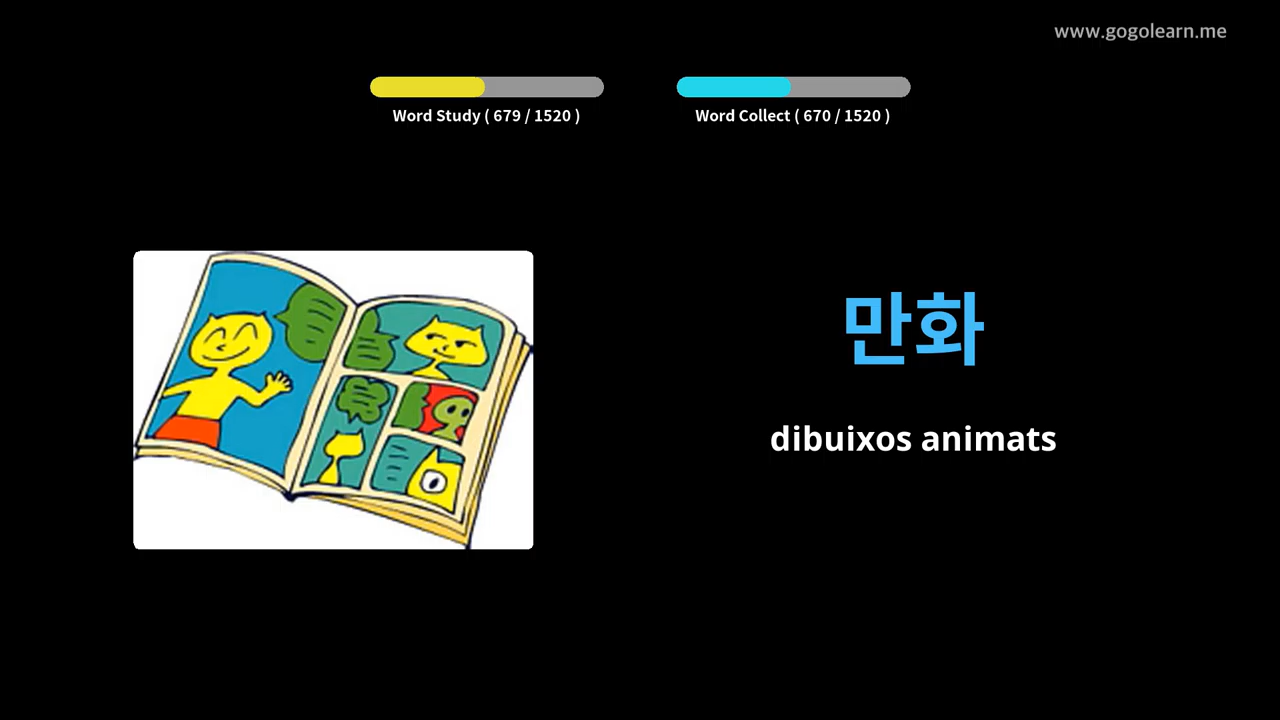 www.gogolearn.me
Word Study ( 679 / 1520 )
Word Collect ( 670 / 1520 )
만화
dibuixos animats